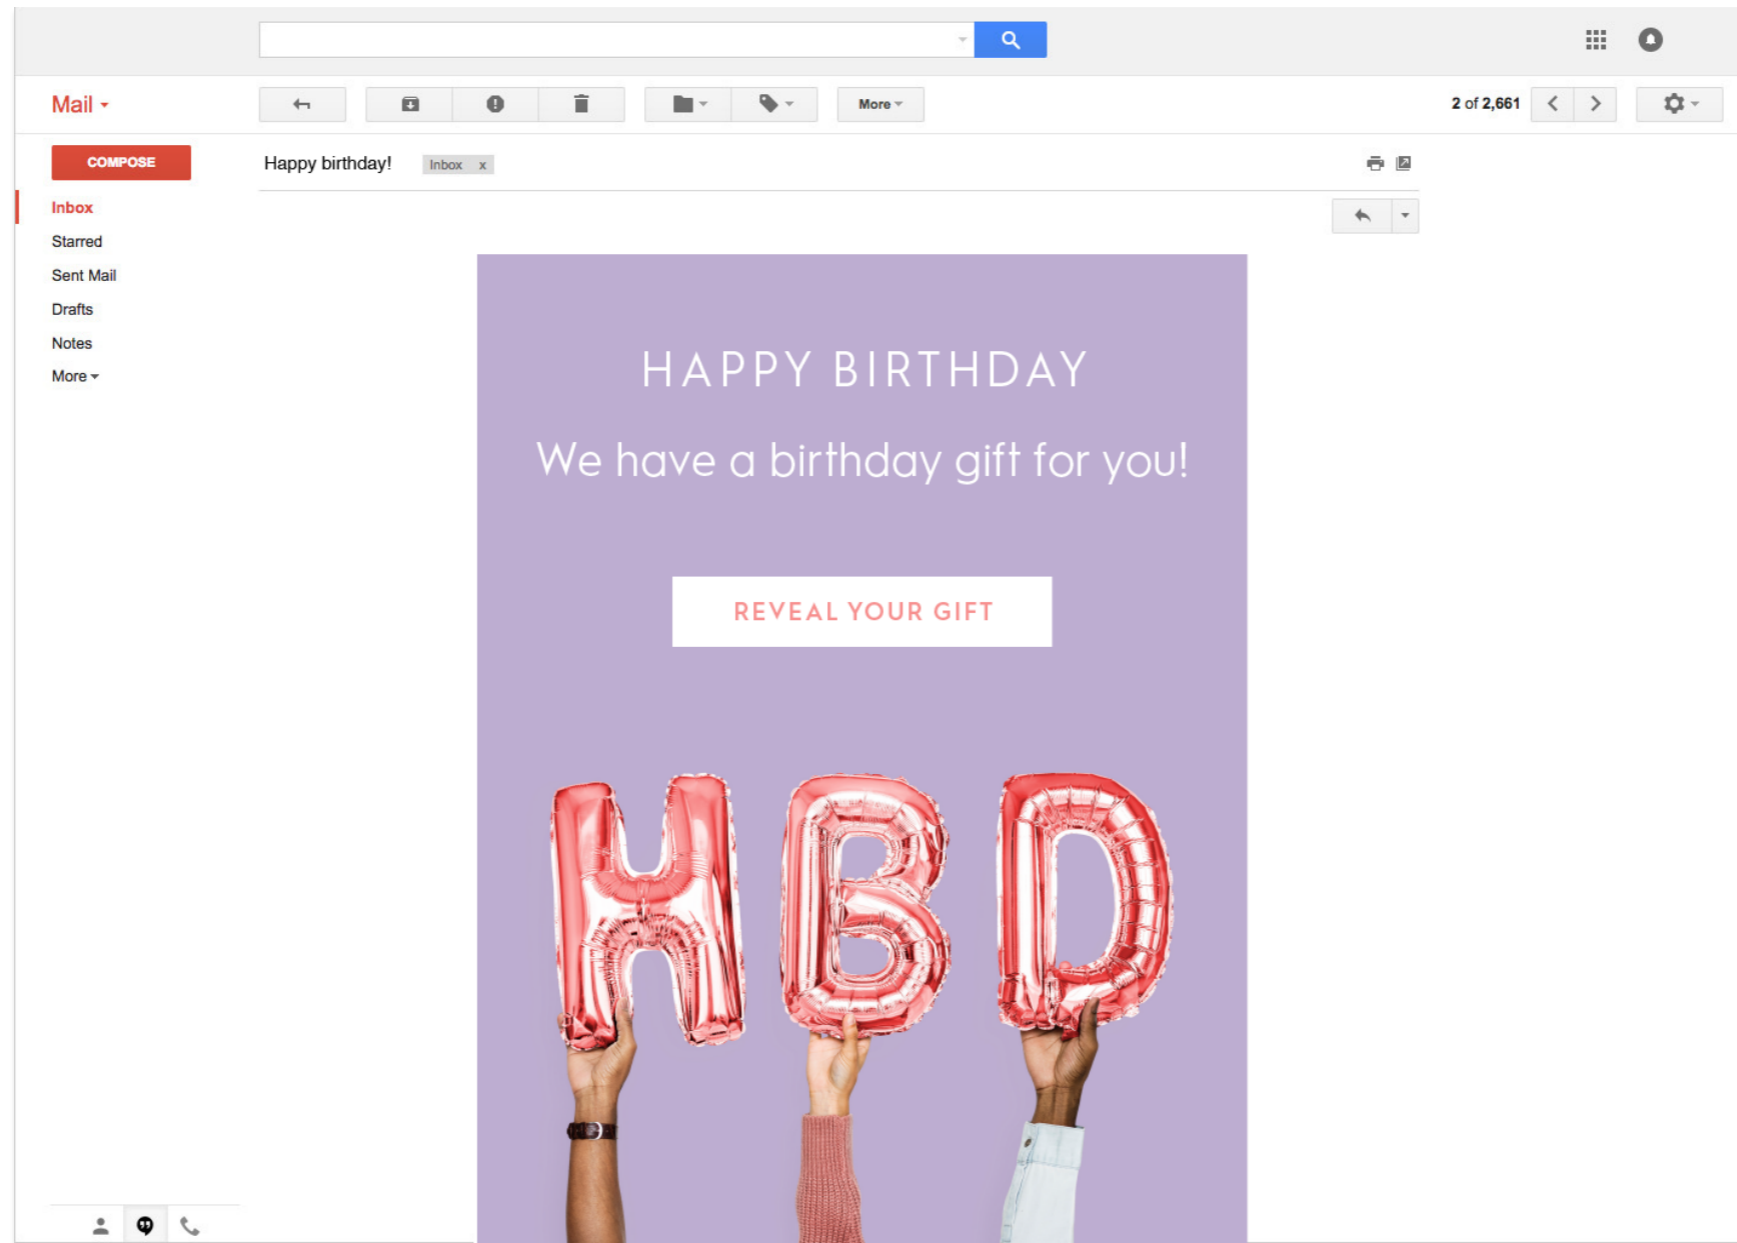 Mail
More
2 of 2,661
COMPOSE
Happy birthday!
Inbox x
Inbox
Starred
Sent Mail
Drafts
Notes
More
HAPPY BIRTHDAY
We have a birthday gift for you!
REVEAL YOUR GIFT
HBD